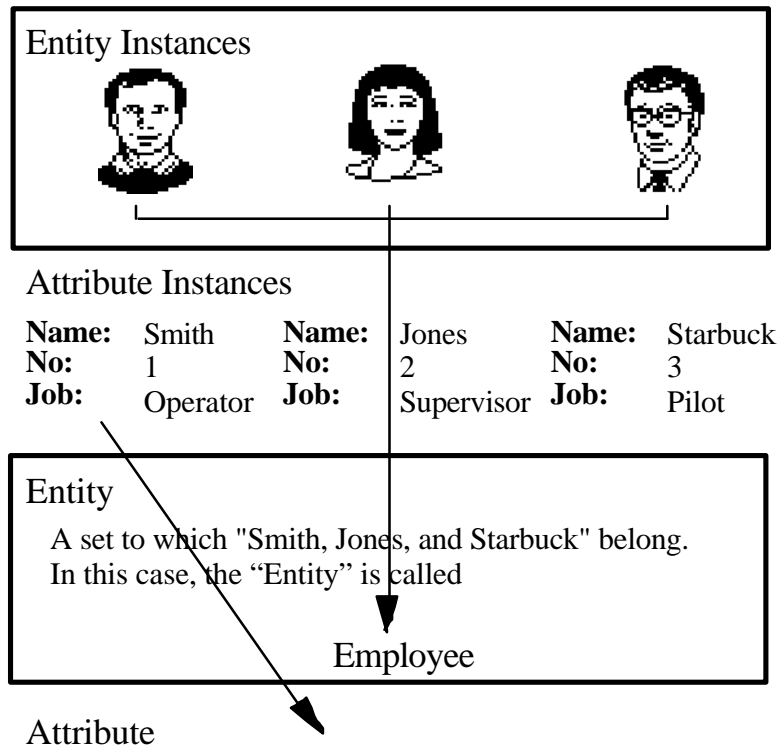 Entity Instances
Attribute Instances
Name: Smith Name: Jones Name: Starbuck
No: 1 No: 2 No: 3
Job: Operator Job: Supervisor Job: Pilot
Entity
A set to which "Smith, Jones, and Starbuck" belong.
In this case, the “Entity” is called
Employee
Attribute